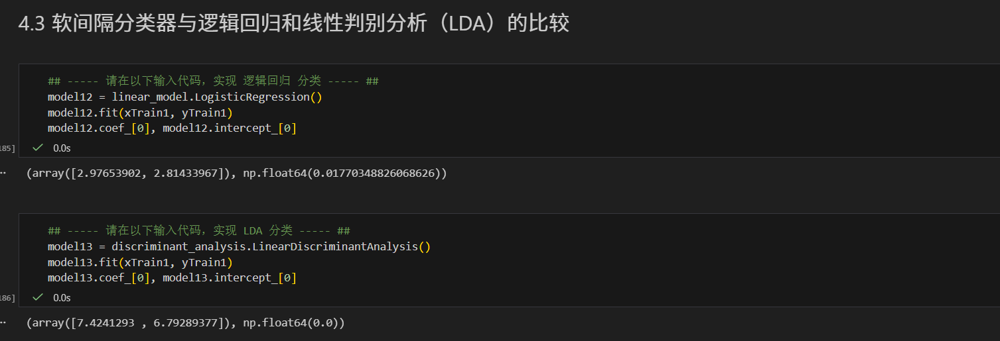 4.3 软间隔分类器与逻辑回归和线性判别分析（LDA）的比较
## ----- 请在以下输入代码，实现 逻辑回归 分类 ----- ##
model12 = linear_model.LogisticRegression()
model12.fit(xTrain1, yTrain1)
model12.coef_[0], model12.intercept_[0]
185]
0.0s
(array([2.97653902, 2.81433967]), np.float64(0.01770348826068626))
## ----- 请在以下输入代码，实现 LDA 分类 ----- ##
model13 = discriminant_analysis.LinearDiscriminantAnalysis()
model13.fit(xTrain1, yTrain1)
model13.coef_[0], model13.intercept_[0]
186]
0.0s
(array([7.4241293 , 6.79289377]), np.float64(0.0))